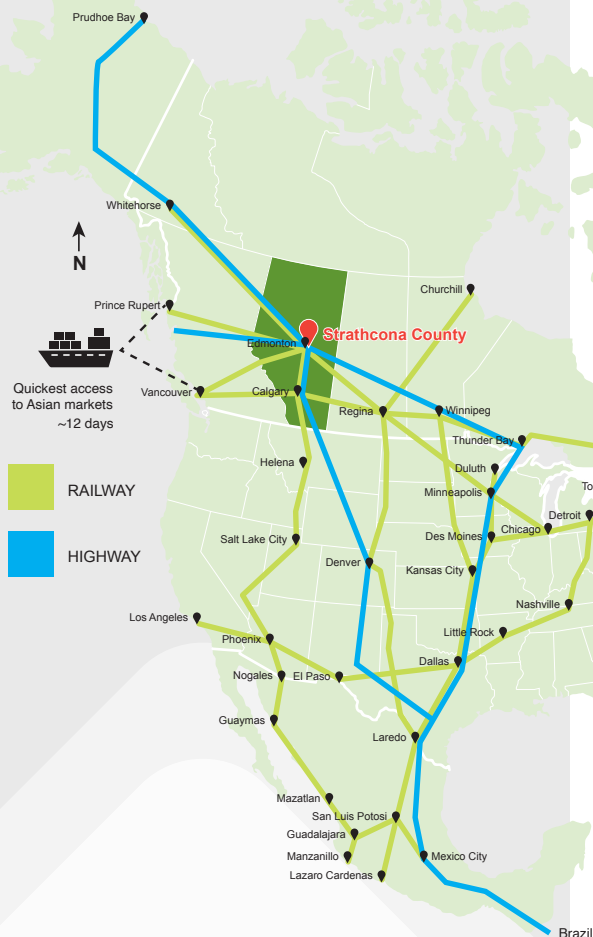 Prudhoe Bay
Whitehorse
N
Churchill
Prince Rupert
Strathcona County
Edmonton
Quickest access
to Asian markets
~12 days
Vancouver
Calgary
Regina
Winnipeg
Thunder Bay
Helena
Duluth
RAILWAY
Minneapolis
To
Detroit
Chicago
Des Moines
Salt Lake City
HIGHWAY
Denver
Kansas City
Nashville
Los Angeles
Little Rock
Phoenix
Dallas
Nogales
El Paso
Guaymas
Laredo
Mazatlan
San Luis Potosi
Guadalajara
Manzanillo
Mexico City
Lazaro Cardenas
Brazil